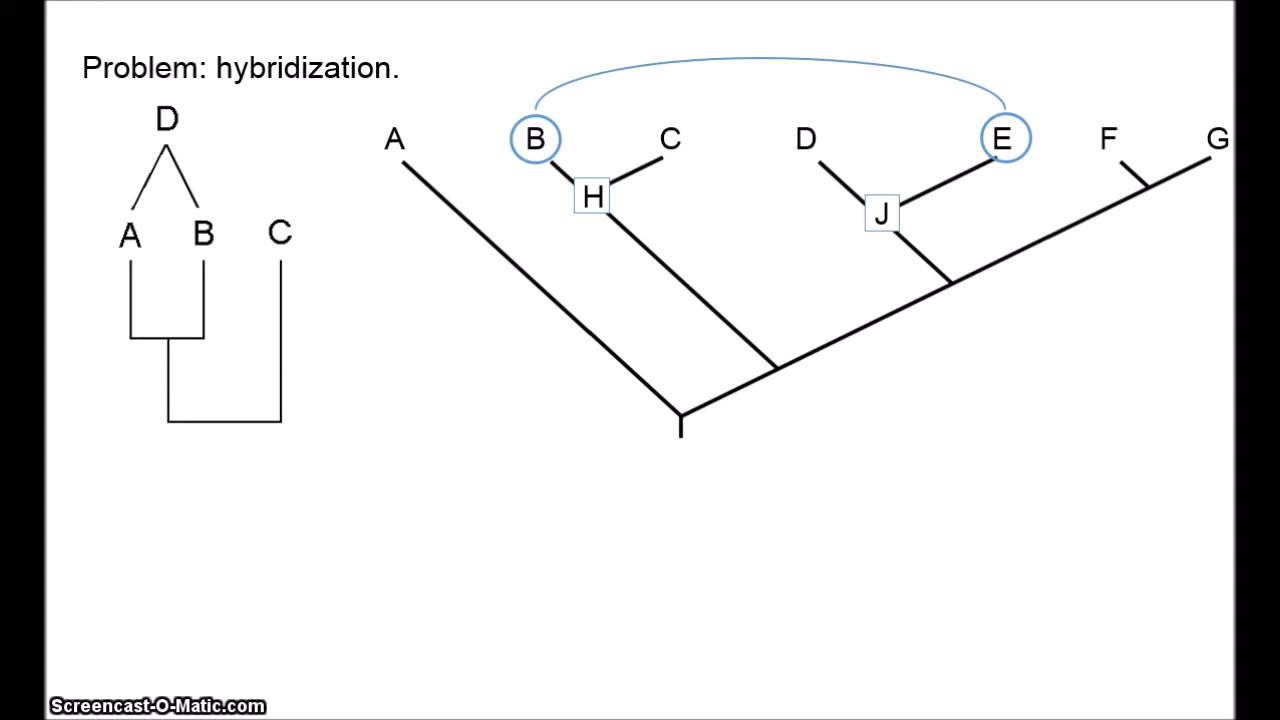 Problem: hybridization.
D
A B C
A B C D E F G
H J
Screencast-O-Matic.com